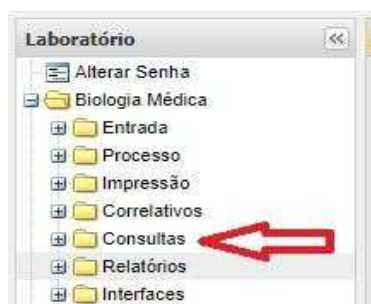 Laboratório
Alterar Senha
Biologia Médica
Entrada
Processo
Impressão
Correlativos
Consultas
Relatórios
Interfaces